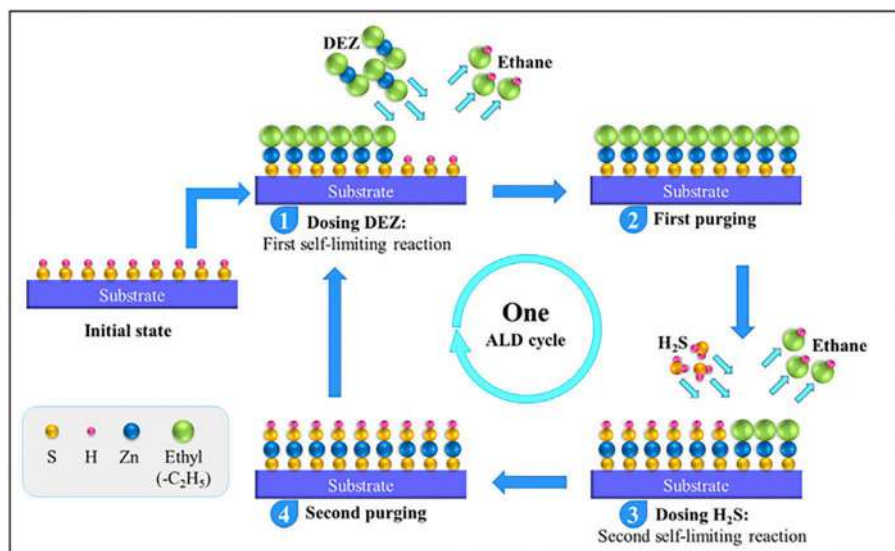 DEZ
Ethane
Substrate
1 Dosing DEZ:
First self-limiting reaction
Substrate
2 First purging
Substrate
Initial state
One
ALD cycle
H₂S
Ethane
S H Zn Ethyl
(-C₂H₅)
Substrate
4 Second purging
Substrate
3 Dosing H₂S:
Second self-limiting reaction